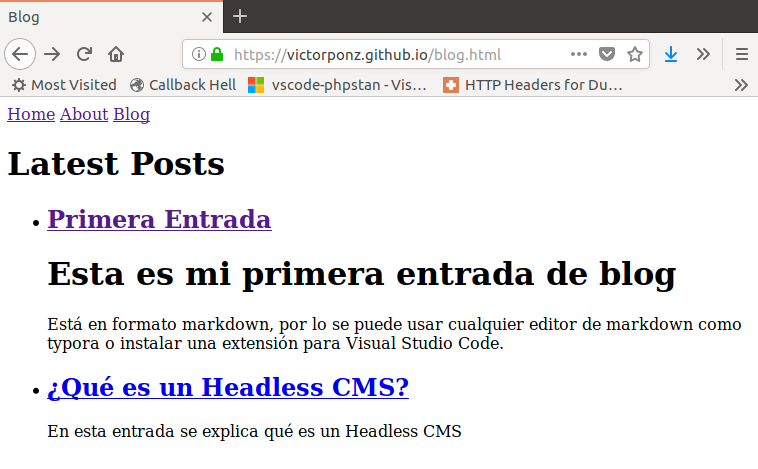 Blog
https://victorponz.github.io/blog.html
Most Visited Callback Hell vscode-phpstan - Vis… HTTP Headers for Du…
Home About Blog
Latest Posts
Primera Entrada
Esta es mi primera entrada de blog
Está en formato markdown, por lo se puede usar cualquier editor de markdown como
typora o instalar una extensión para Visual Studio Code.
¿Qué es un Headless CMS?
En esta entrada se explica qué es un Headless CMS